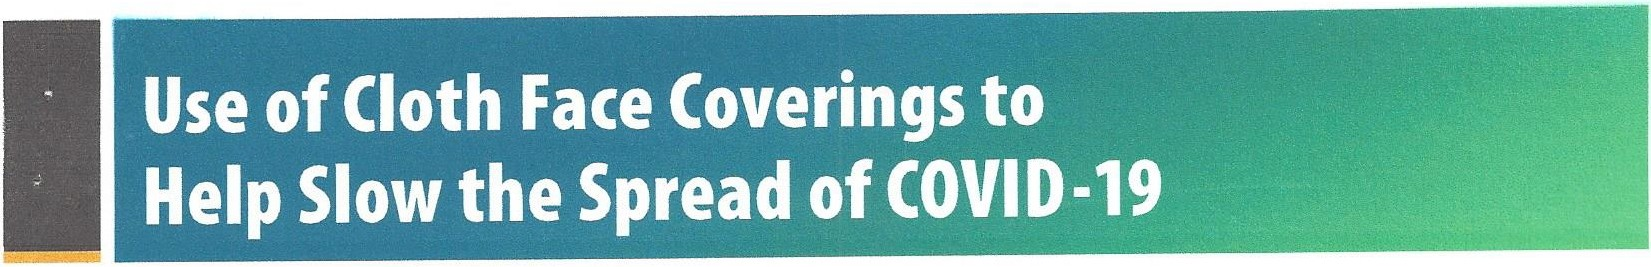 Use of Cloth Face Coverings to
Help Slow the Spread of COVID-19